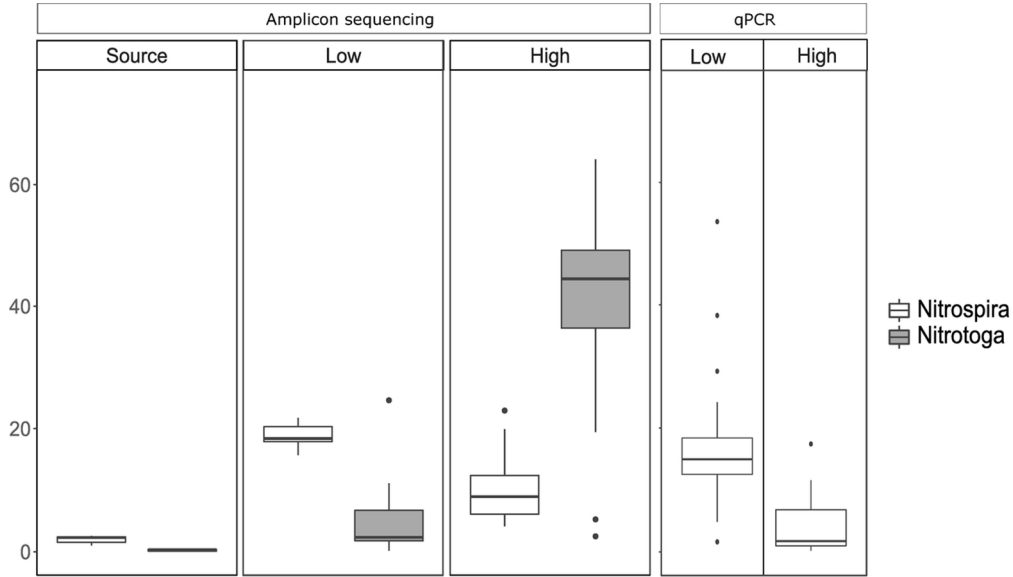 Amplicon sequencing qPCR
Source Low High Low High
60
40
20
0
Nitrospira
Nitrotoga